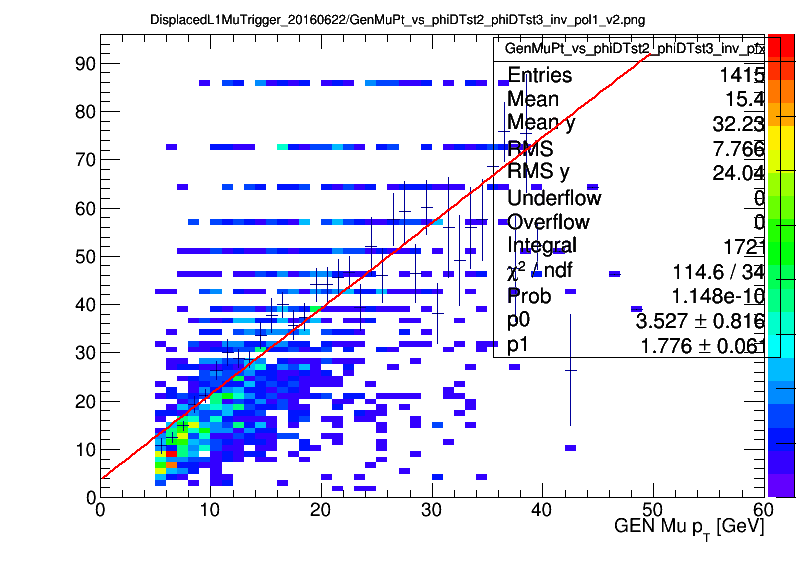 DisplacedL1MuTrigger_20160622/GenMuPt_vs_phiDTst2_phiDTst3_inv_pol1_v2.png
GenMuPt_vs_phiDTst2_phiDTst3_inv_pfx
Entries 1415
Mean 15.4
Mean y 32.23
RMS 7.766
RMS y 24.04
Underflow 0
Overflow 0
Integral 1721
χ² / ndf 114.6 / 34
Prob 1.148e-10
p0 3.527 ± 0.816
p1 1.776 ± 0.061
90
80
70
60
50
40
30
20
10
0
0 10 20 30 40 50 60
GEN Mu pT [GeV]